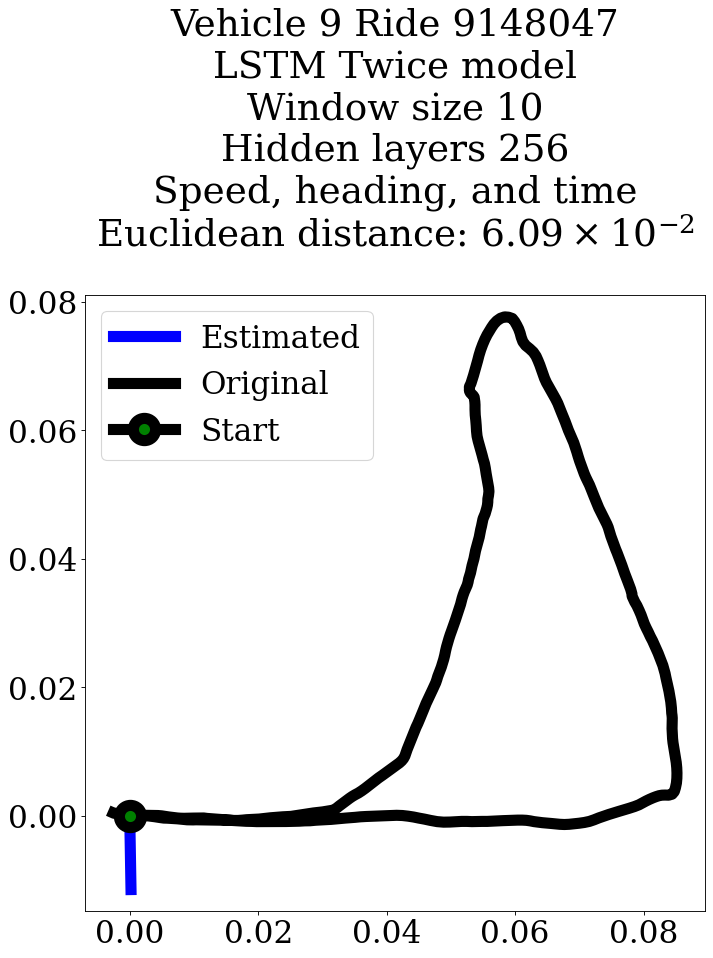 Vehicle 9 Ride 9148047
LSTM Twice model
Window size 10
Hidden layers 256
Speed, heading, and time
Euclidean distance: 6.09 × 10⁻²
0.08
0.06
0.04
0.02
0.00
Estimated
Original
Start
0.00 0.02 0.04 0.06 0.08